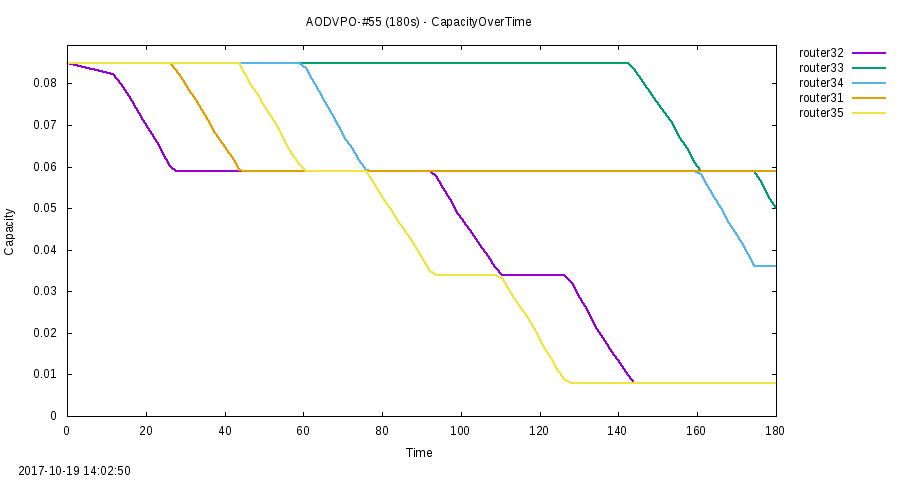 AODVPO-#55 (180s) - CapacityOverTime
router32
router33
router34
router31
router35
0.08
0.07
0.06
0.05
0.04
0.03
0.02
0.01
0
Capacity
0 20 40 60 80 100 120 140 160 180
Time
2017-10-19 14:02:50